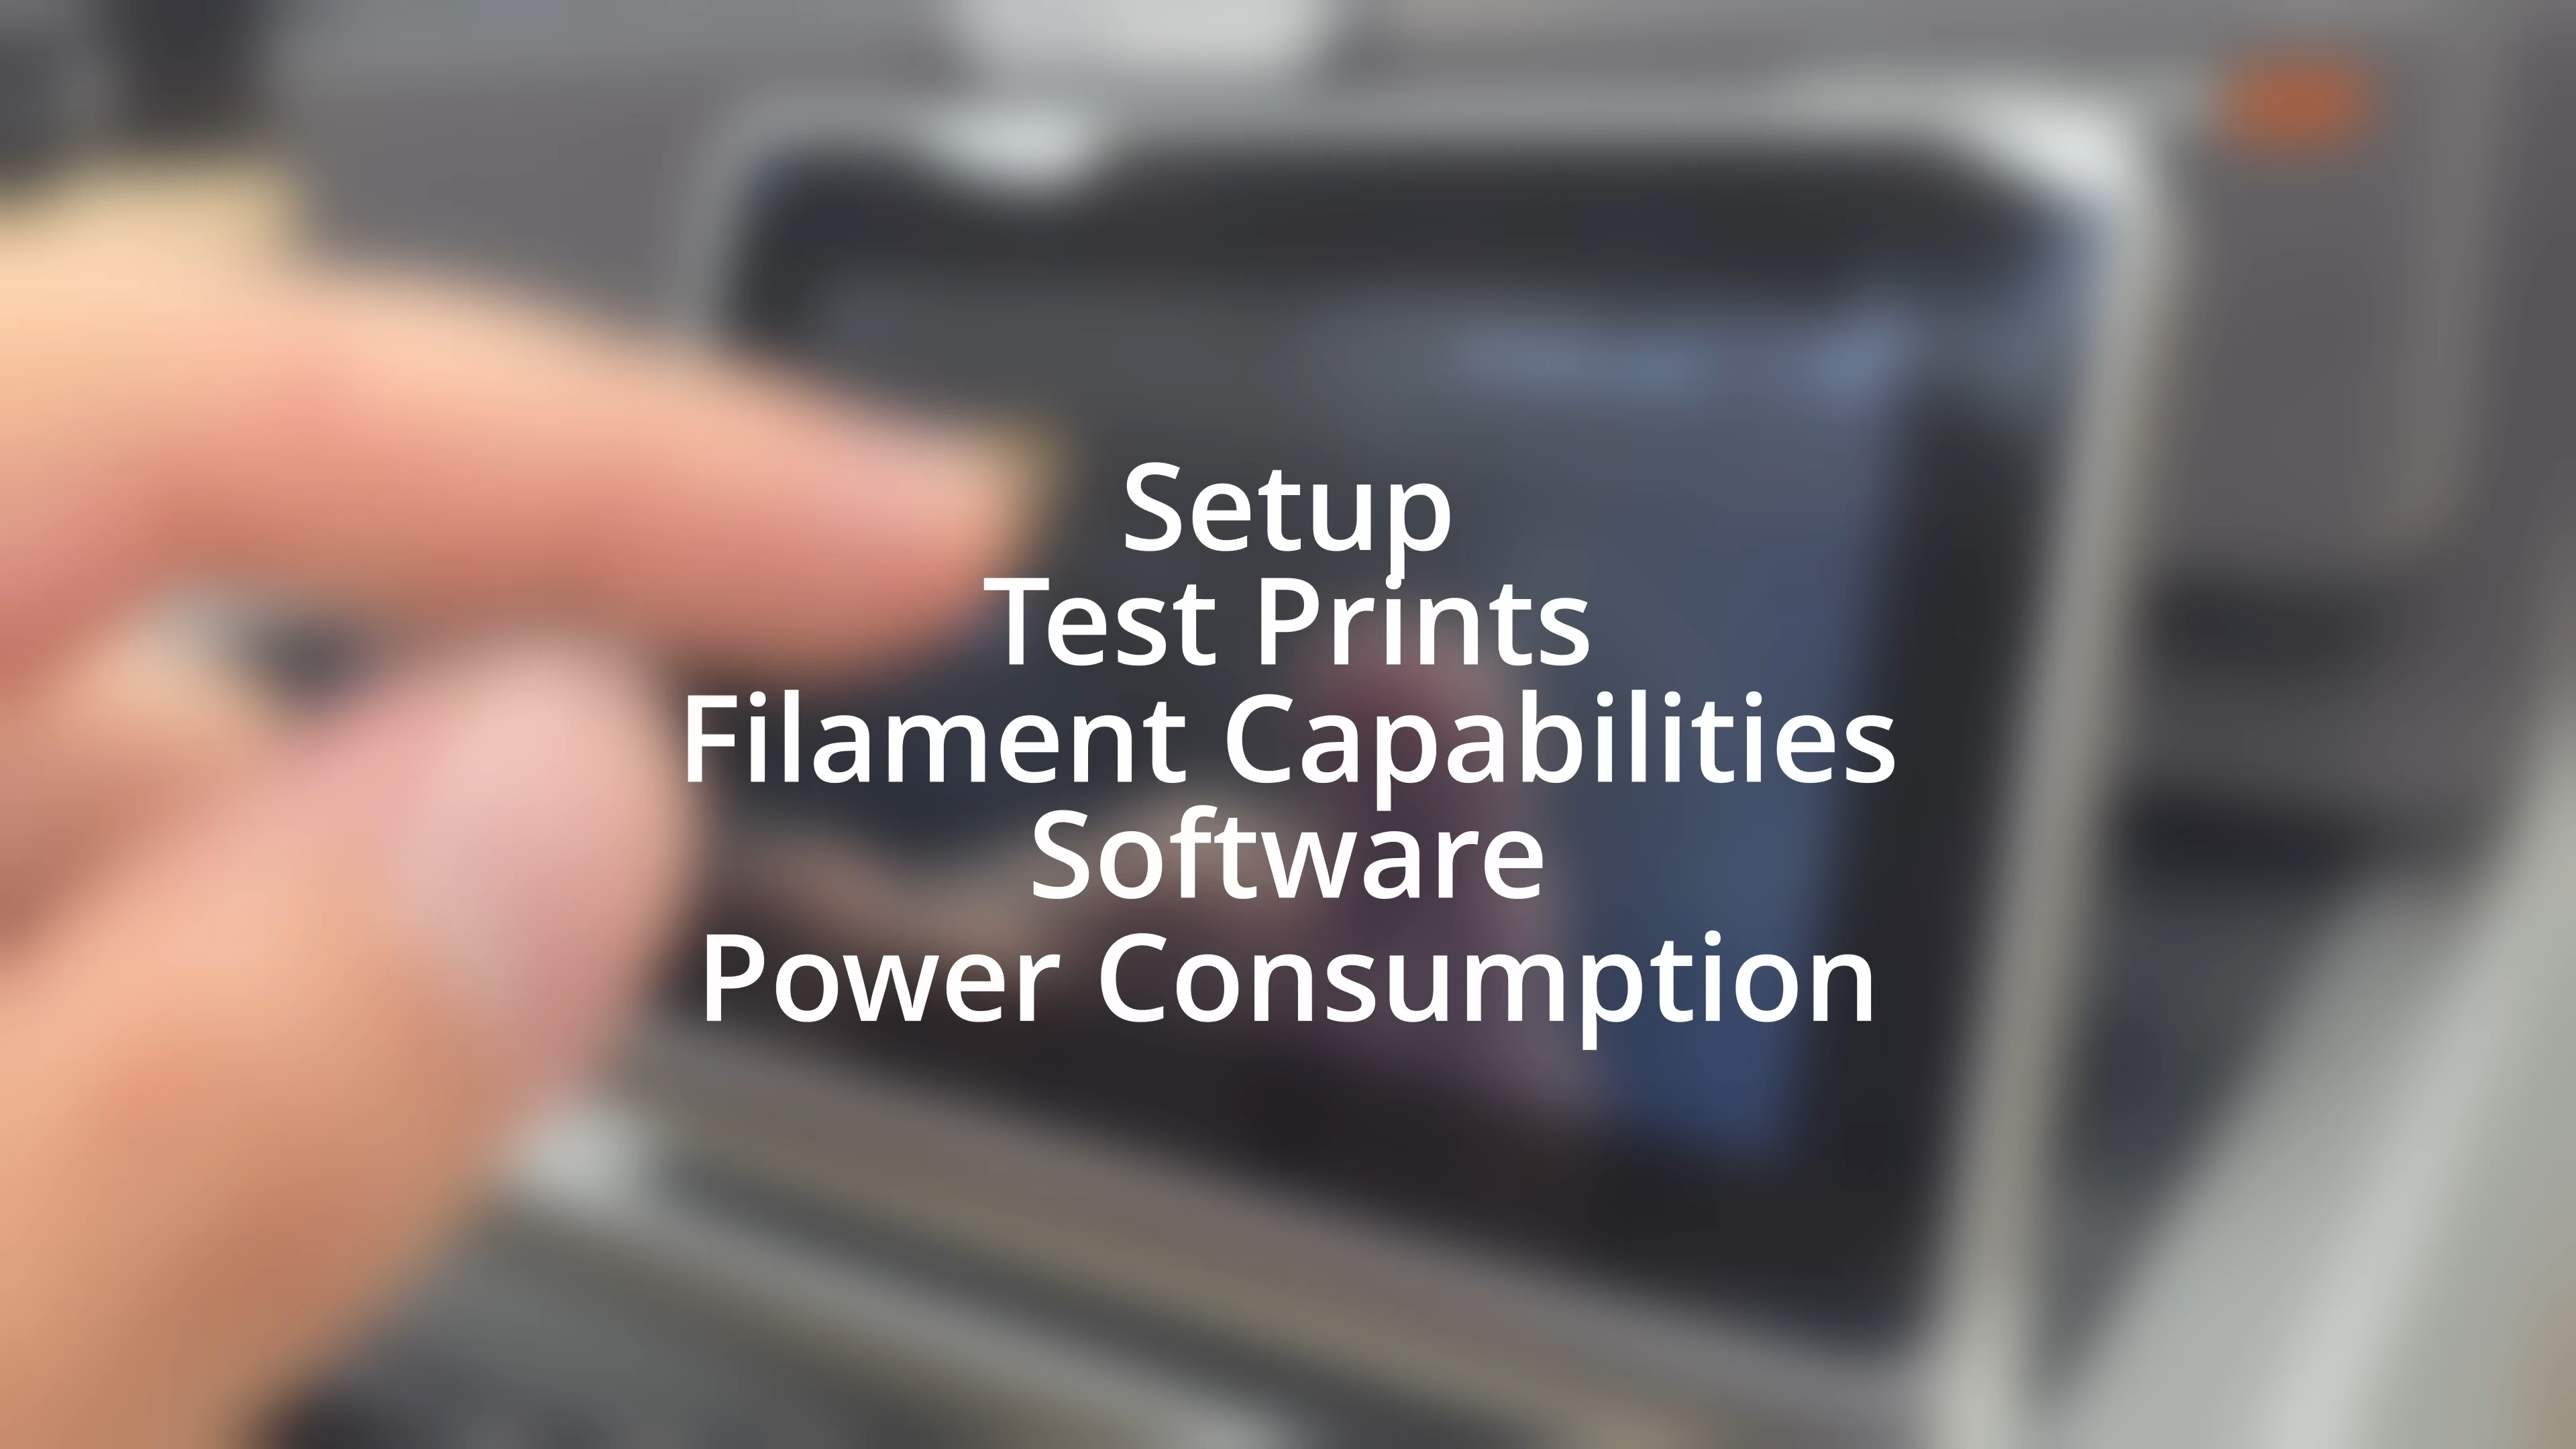 Setup
Test Prints
Filament Capabilities
Software
Power Consumption